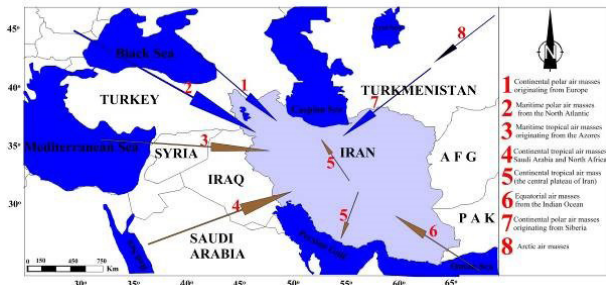 8
Black Sea
1
45
TURKMENISTAN
2
7
TURKEY
40
Caspian Sea
3
Mediterranean Sea
35
SYRIA
IRAN
AFG
5
IRAQ
30
4
5
PAK
SAUDI
ARABIA
Persian Gulf
6
0 150 450 750
Km
30° 35° 40° 45° 50° 55° 60° 65°
N
1 Continental polar air masses
originating from Europe
2 Maritime polar air masses
from the North Atlantic
3 Maritime tropical air masses
originating from the Azores
4 Continental tropical air masses
Saudi Arabia and North Africa
5 Continental tropical air mass
(the central plateau of Iran)
6 Equatorial air masses
from the Indian Ocean
7 Continental polar air masses
originating from Siberia
8 Arctic air masses